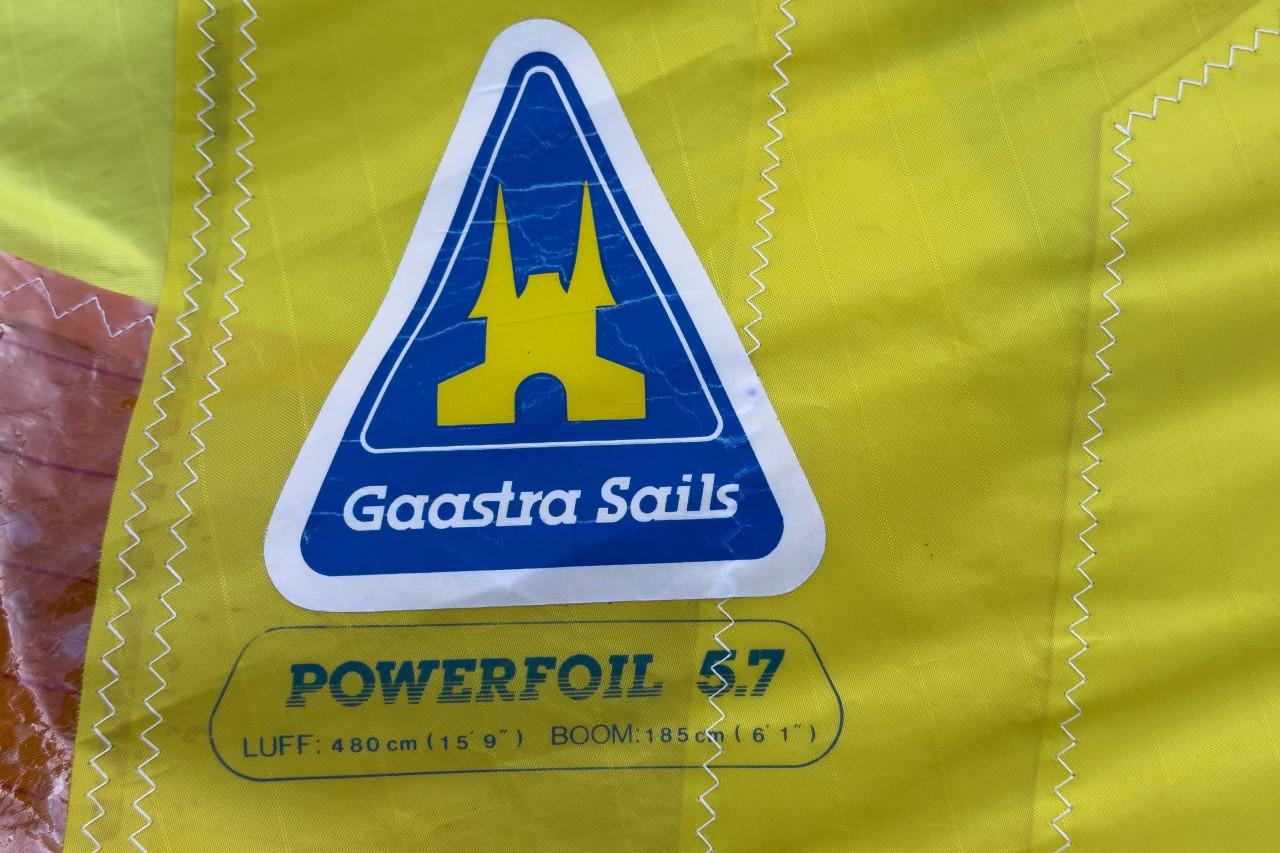 Gaastra Sails
POWERFOIL 5.7
LUFF: 480 cm (15' 9") BOOM: 185 cm (6' 1")